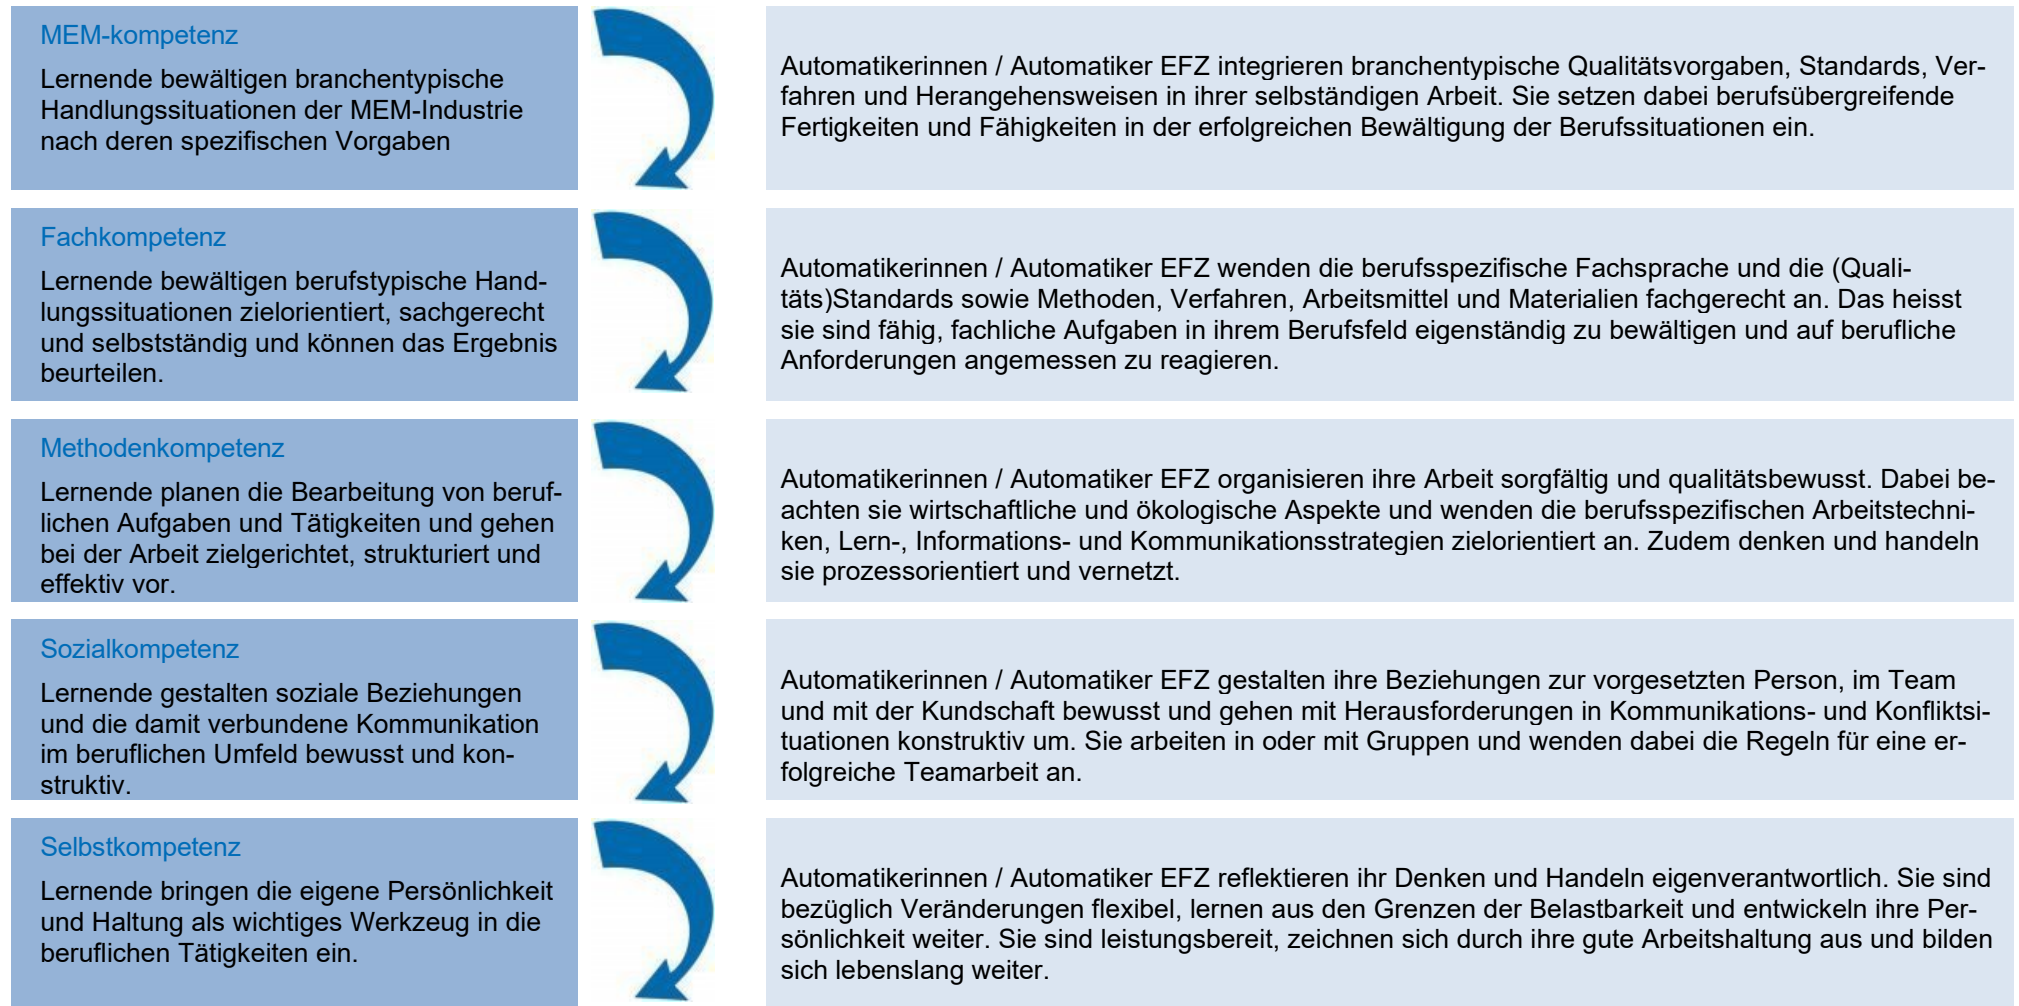 MEM-kompetenz
Lernende bewältigen branchentypische
Handlungssituationen der MEM-Industrie
nach deren spezifischen Vorgaben
Automatikerinnen / Automatiker EFZ integrieren branchentypische Qualitätsvorgaben, Standards, Ver-
fahren und Herangehensweisen in ihrer selbständigen Arbeit. Sie setzen dabei berufsübergreifende
Fertigkeiten und Fähigkeiten in der erfolgreichen Bewältigung der Berufssituationen ein.
Fachkompetenz
Lernende bewältigen berufstypische Hand-
lungssituationen zielorientiert, sachgerecht
und selbstständig und können das Ergebnis
beurteilen.
Automatikerinnen / Automatiker EFZ wenden die berufsspezifische Fachsprache und die (Quali-
täts)Standards sowie Methoden, Verfahren, Arbeitsmittel und Materialien fachgerecht an. Das heisst
sie sind fähig, fachliche Aufgaben in ihrem Berufsfeld eigenständig zu bewältigen und auf berufliche
Anforderungen angemessen zu reagieren.
Methodenkompetenz
Lernende planen die Bearbeitung von beruf-
lichen Aufgaben und Tätigkeiten und gehen
bei der Arbeit zielgerichtet, strukturiert und
effektiv vor.
Automatikerinnen / Automatiker EFZ organisieren ihre Arbeit sorgfältig und qualitätsbewusst. Dabei be-
achten sie wirtschaftliche und ökologische Aspekte und wenden die berufsspezifischen Arbeitstechni-
ken, Lern-, Informations- und Kommunikationsstrategien zielorientiert an. Zudem denken und handeln
sie prozessorientiert und vernetzt.
Sozialkompetenz
Lernende gestalten soziale Beziehungen
und die damit verbundene Kommunikation
im beruflichen Umfeld bewusst und kon-
struktiv.
Automatikerinnen / Automatiker EFZ gestalten ihre Beziehungen zur vorgesetzten Person, im Team
und mit der Kundschaft bewusst und gehen mit Herausforderungen in Kommunikations- und Konfliktsi-
tuationen konstruktiv um. Sie arbeiten in oder mit Gruppen und wenden dabei die Regeln für eine er-
folgreiche Teamarbeit an.
Selbstkompetenz
Lernende bringen die eigene Persönlichkeit
und Haltung als wichtiges Werkzeug in die
beruflichen Tätigkeiten ein.
Automatikerinnen / Automatiker EFZ reflektieren ihr Denken und Handeln eigenverantwortlich. Sie sind
bezüglich Veränderungen flexibel, lernen aus den Grenzen der Belastbarkeit und entwickeln ihre Per-
sönlichkeit weiter. Sie sind leistungsbereit, zeichnen sich durch ihre gute Arbeitshaltung aus und bilden
sich lebenslang weiter.